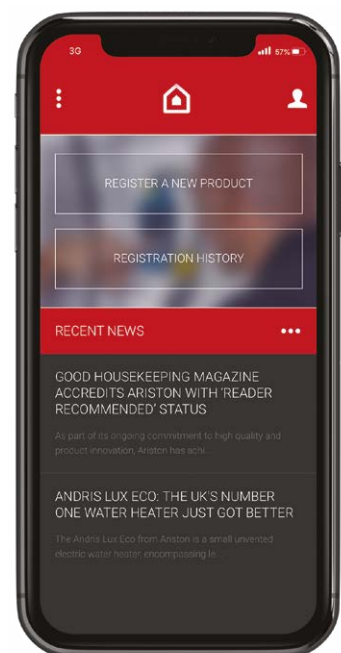 3G
57%
REGISTER A NEW PRODUCT
REGISTRATION HISTORY
RECENT NEWS
GOOD HOUSEKEEPING MAGAZINE
ACCREDITS ARISTON WITH ‘READER
RECOMMENDED’ STATUS
As part of its ongoing commitment to high quality and
product innovation, Ariston has achi...
ANDRIS LUX ECO: THE UK'S NUMBER
ONE WATER HEATER JUST GOT BETTER
The Andris Lux Eco from Ariston is a small unvented
electric water heater, encompassing le...